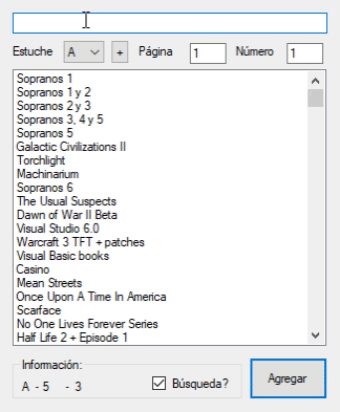 Estuche A + Página 1 Número 1
Sopranos 1
Sopranos 1 y 2
Sopranos 2 y 3
Sopranos 3, 4 y 5
Sopranos 5
Galactic Civilizations II
Torchlight
Machinarium
Sopranos 6
The Usual Suspects
Dawn of War II Beta
Visual Studio 6.0
Warcraft 3 TFT + patches
Visual Basic books
Casino
Mean Streets
Once Upon A Time In America
Scarface
No One Lives Forever Series
Half Life 2 + Episode 1
Información:
A - 5 - 3
Búsqueda?
Agregar